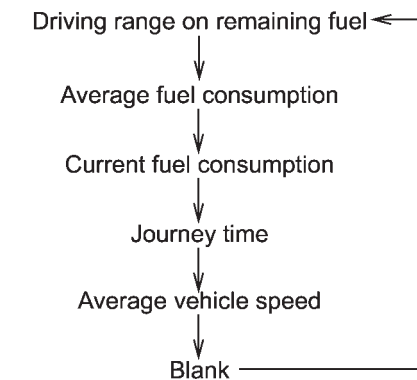 Driving range on remaining fuel
Average fuel consumption
Current fuel consumption
Journey time
Average vehicle speed
Blank